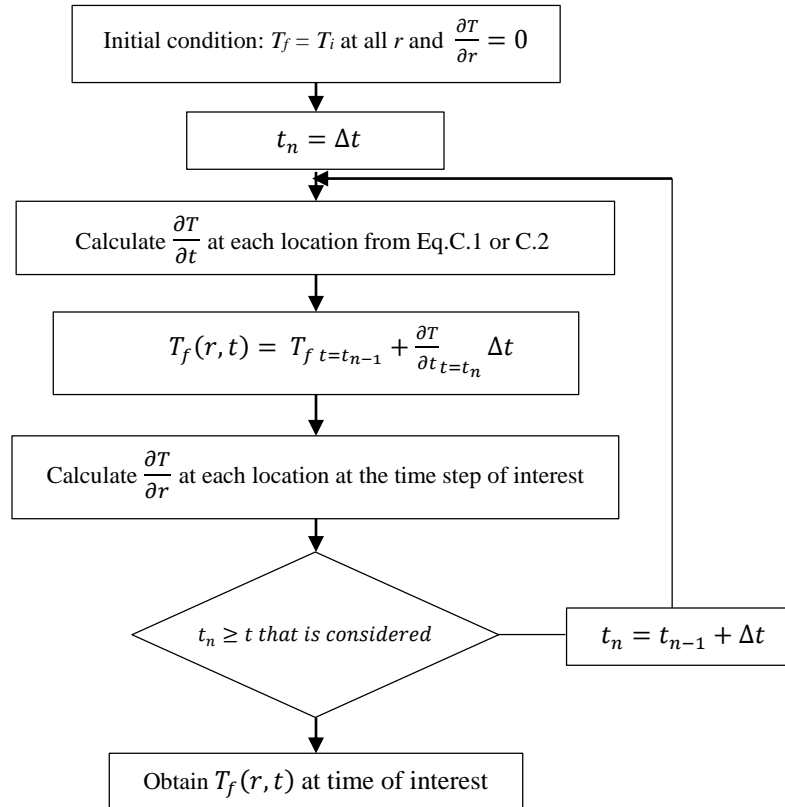 Initial condition: T_f = T_i at all r and ∂T/∂r = 0
t_n = Δt
Calculate ∂T/∂t at each location from Eq.C.1 or C.2
T_f(r, t) = T_f t=t_{n−1} + ∂T/∂t_{t=t_n} Δt
Calculate ∂T/∂r at each location at the time step of interest
t_n ≥ t that is considered
t_n = t_{n−1} + Δt
Obtain T_f(r, t) at time of interest